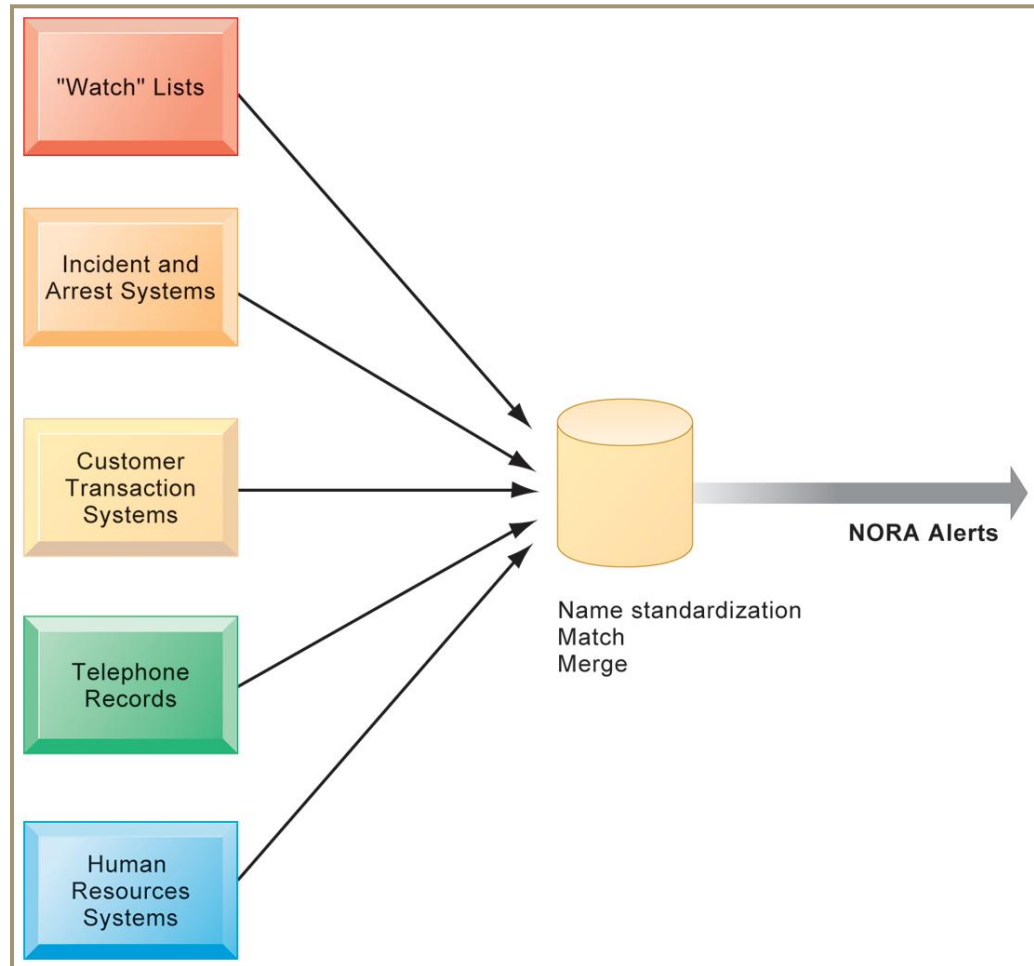 "Watch" Lists
Incident and
Arrest Systems
Customer
Transaction
Systems
Telephone
Records
Human
Resources
Systems
Name standardization
Match
Merge
NORA Alerts